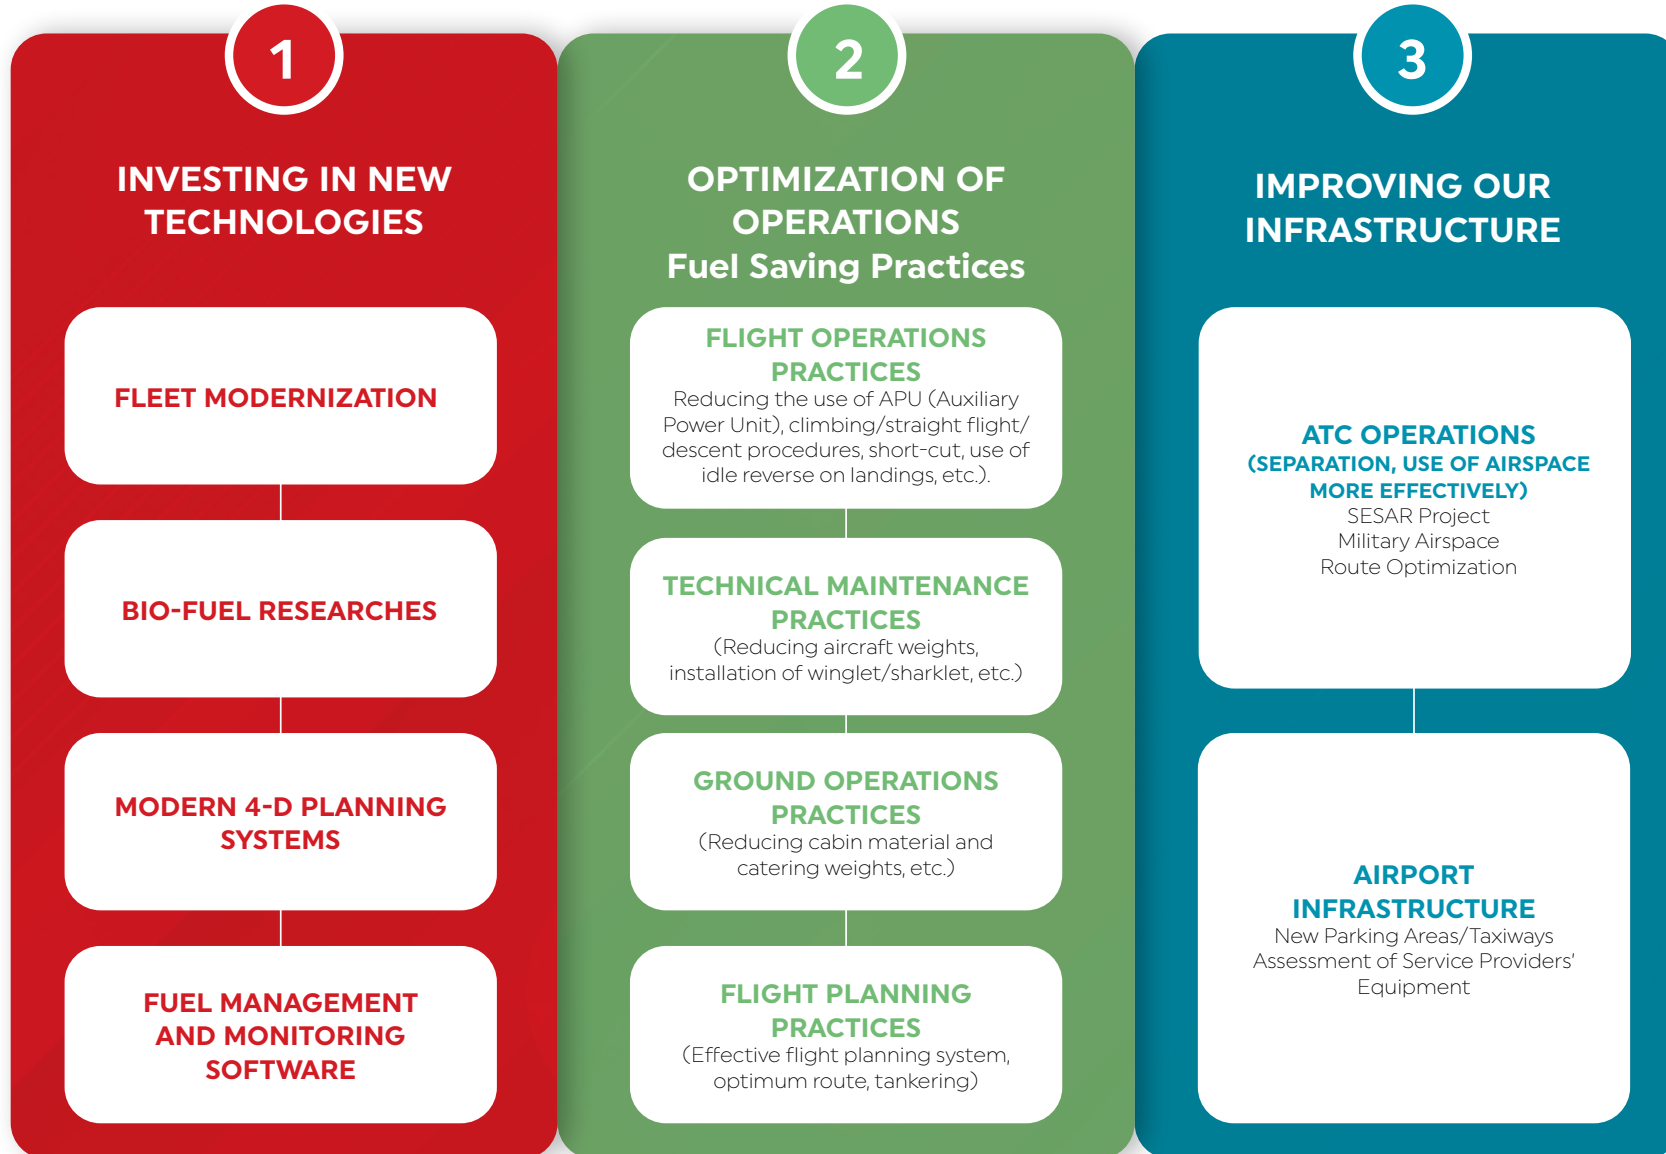 1
INVESTING IN NEW
TECHNOLOGIES
FLEET MODERNIZATION
BIO-FUEL RESEARCHES
MODERN 4-D PLANNING
SYSTEMS
FUEL MANAGEMENT
AND MONITORING
SOFTWARE
2
OPTIMIZATION OF
OPERATIONS
Fuel Saving Practices
FLIGHT OPERATIONS
PRACTICES
Reducing the use of APU (Auxiliary
Power Unit), climbing/straight flight/
descent procedures, short-cut, use of
idle reverse on landings, etc.).
TECHNICAL MAINTENANCE
PRACTICES
(Reducing aircraft weights,
installation of winglet/sharklet, etc.)
GROUND OPERATIONS
PRACTICES
(Reducing cabin material and
catering weights, etc.)
FLIGHT PLANNING
PRACTICES
(Effective flight planning system,
optimum route, tankering)
3
IMPROVING OUR
INFRASTRUCTURE
ATC OPERATIONS
(SEPARATION, USE OF AIRSPACE
MORE EFFECTIVELY)
SESAR Project
Military Airspace
Route Optimization
AIRPORT
INFRASTRUCTURE
New Parking Areas/Taxiways
Assessment of Service Providers'
Equipment